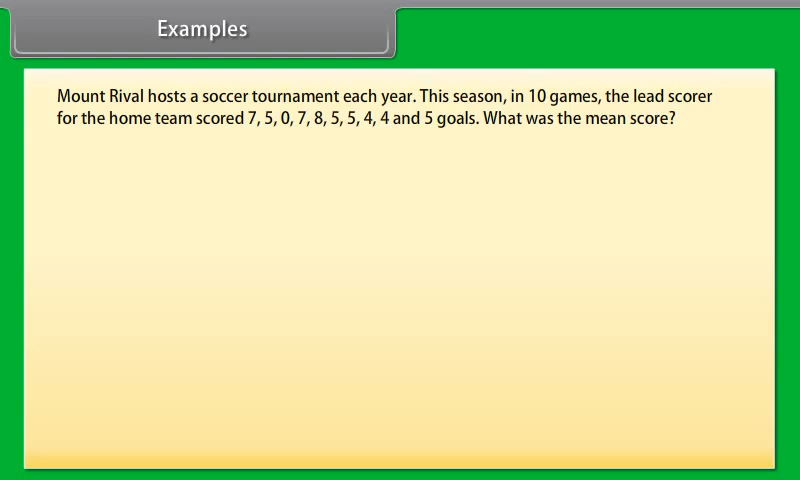 Examples
Mount Rival hosts a soccer tournament each year. This season, in 10 games, the lead scorer
for the home team scored 7, 5, 0, 7, 8, 5, 5, 4, 4 and 5 goals. What was the mean score?